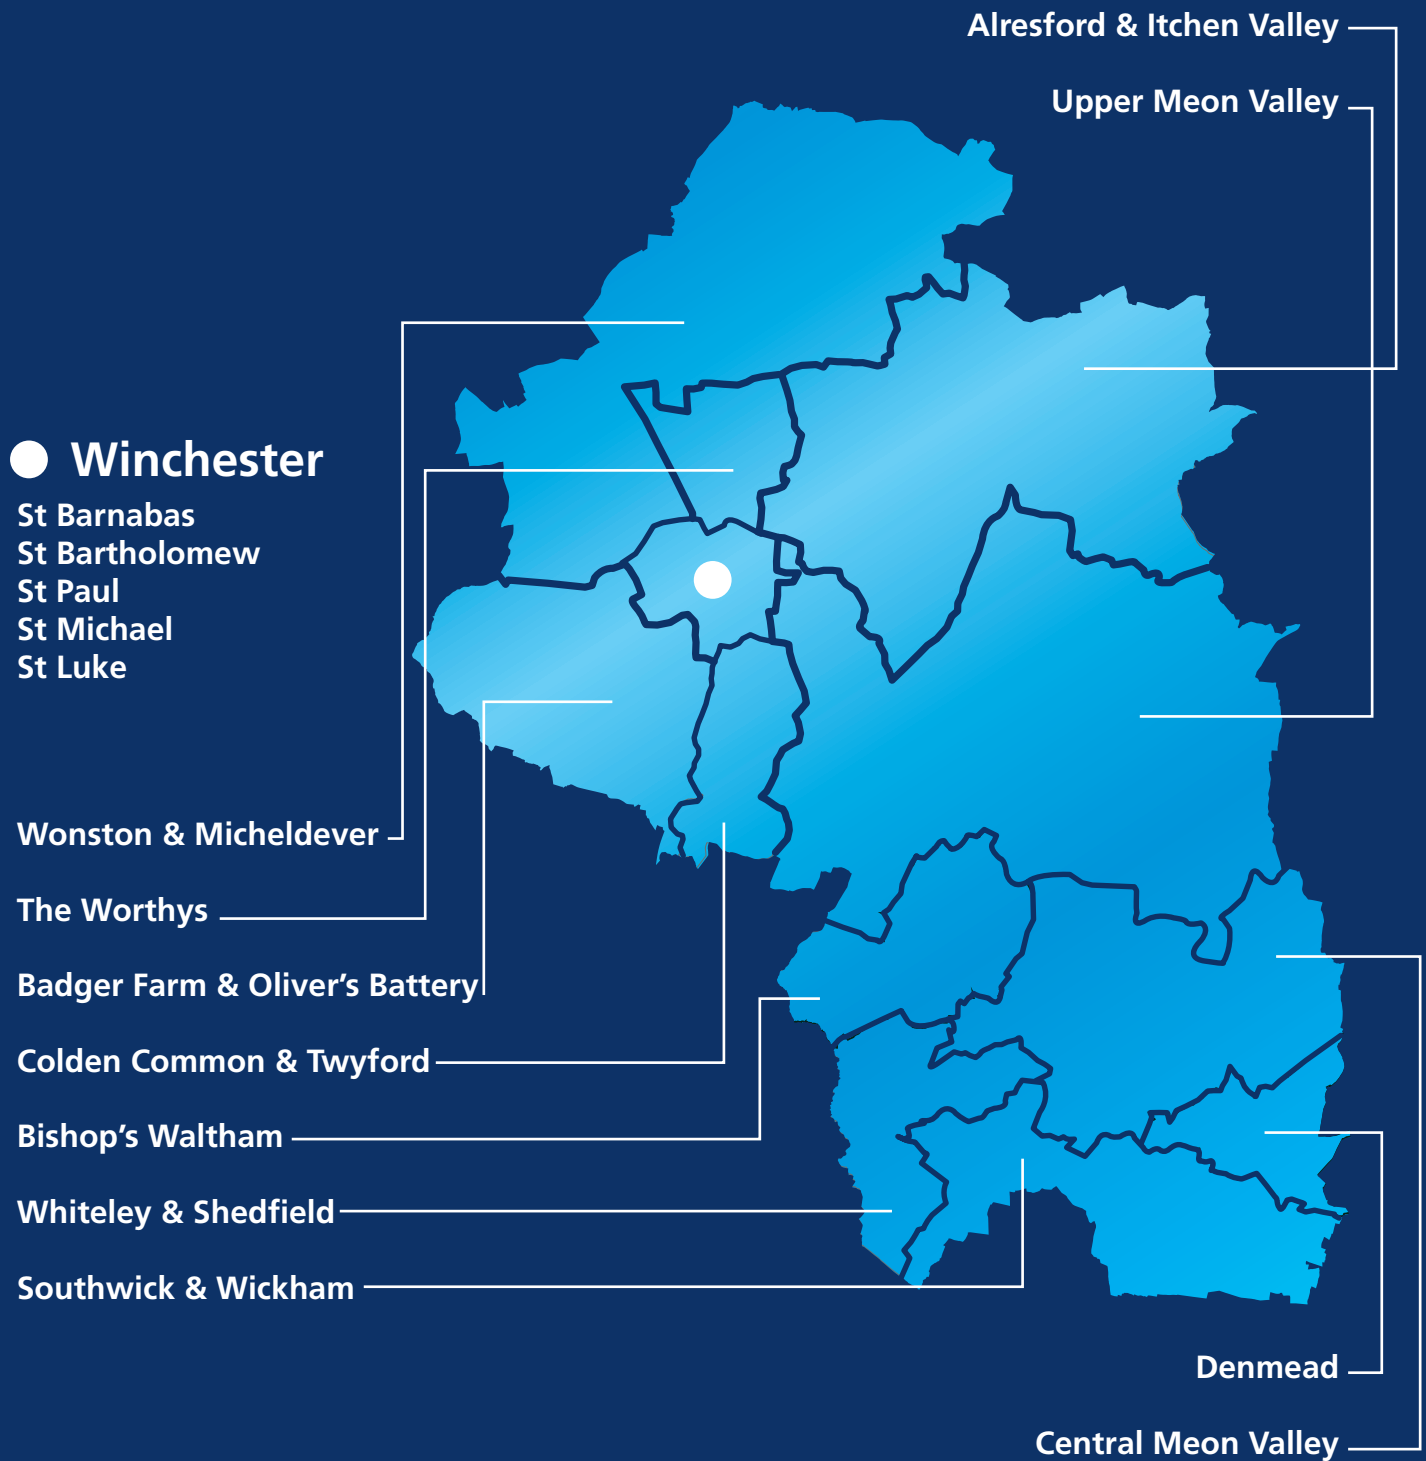 Alresford & Itchen Valley
Upper Meon Valley
Winchester
St Barnabas
St Bartholomew
St Paul
St Michael
St Luke
Wonston & Micheldever
The Worthys
Badger Farm & Oliver’s Battery
Colden Common & Twyford
Bishop’s Waltham
Whiteley & Shedfield
Southwick & Wickham
Denmead
Central Meon Valley